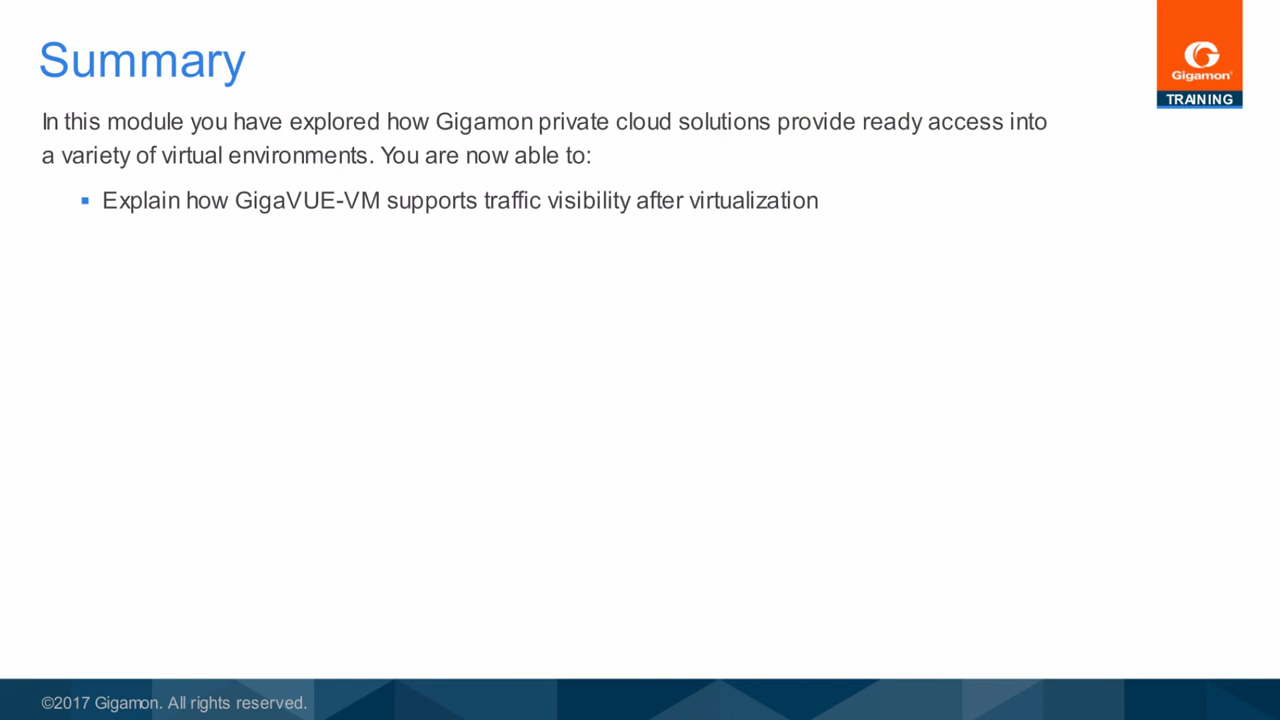 Summary
Gigamon®
TRAINING
In this module you have explored how Gigamon private cloud solutions provide ready access into
a variety of virtual environments. You are now able to:
▪ Explain how GigaVUE-VM supports traffic visibility after virtualization
©2017 Gigamon. All rights reserved.